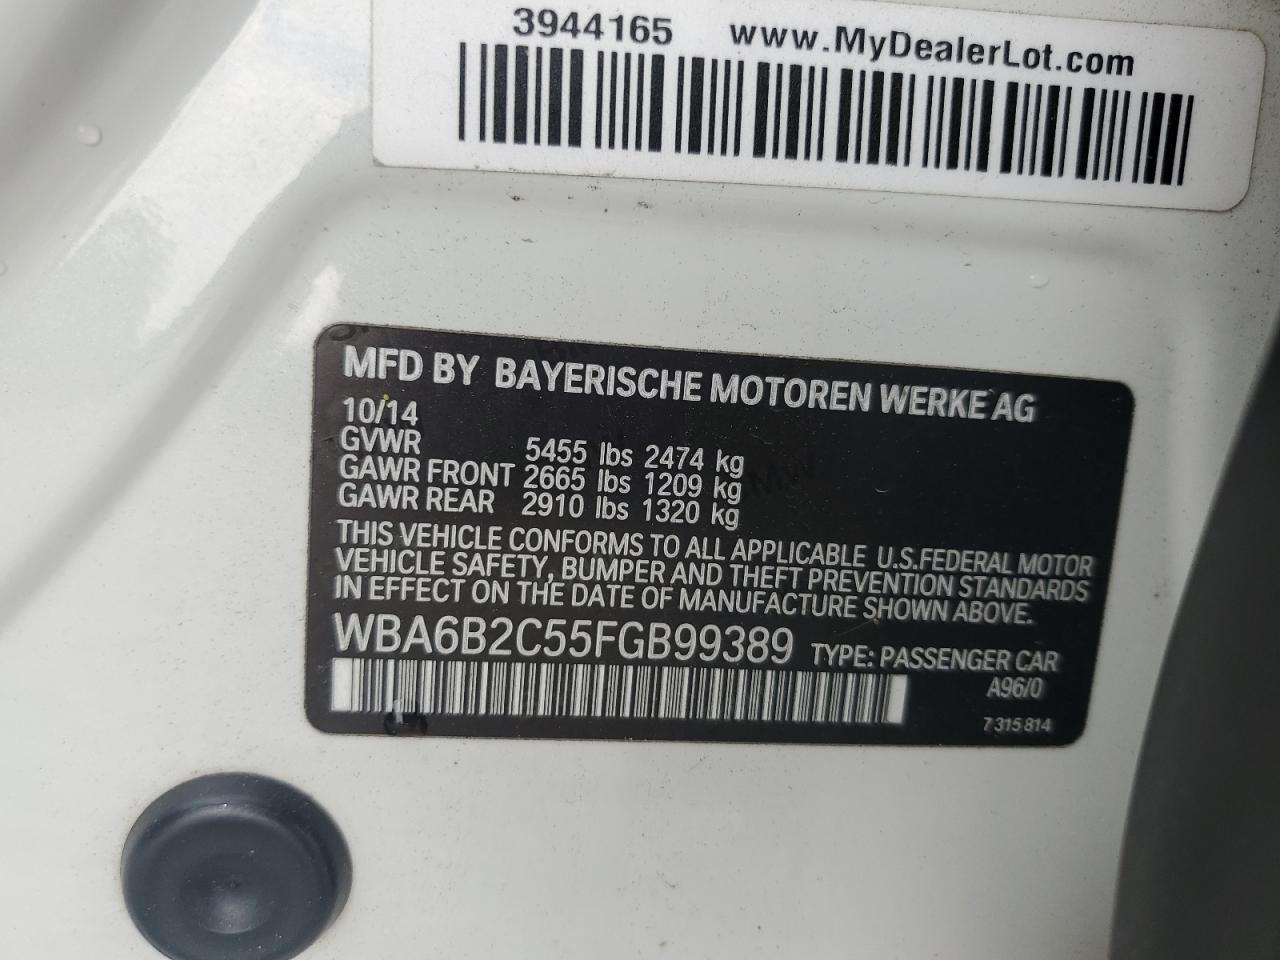 3944165 www.MyDealerLot.com
MFD BY BAYERISCHE MOTOREN WERKE AG
10/14
GVWR 5455 lbs 2474 kg
GAWR FRONT 2665 lbs 1209 kg
GAWR REAR 2910 lbs 1320 kg
THIS VEHICLE CONFORMS TO ALL APPLICABLE U.S.FEDERAL MOTOR
VEHICLE SAFETY, BUMPER AND THEFT PREVENTION STANDARDS
IN EFFECT ON THE DATE OF MANUFACTURE SHOWN ABOVE.
WBA6B2C55FGB99389 TYPE: PASSENGER CAR
A96/0
7 315 814